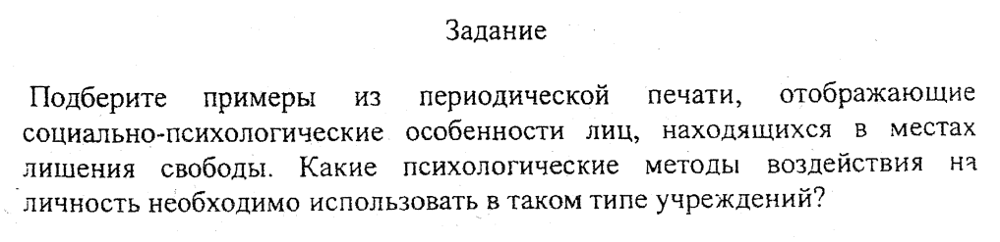 Задание
Подберите примеры из периодической печати, отображающие
социально-психологические особенности лиц, находящихся в местах
лишения свободы. Какие психологические методы воздействия на
личность необходимо использовать в таком типе учреждений?